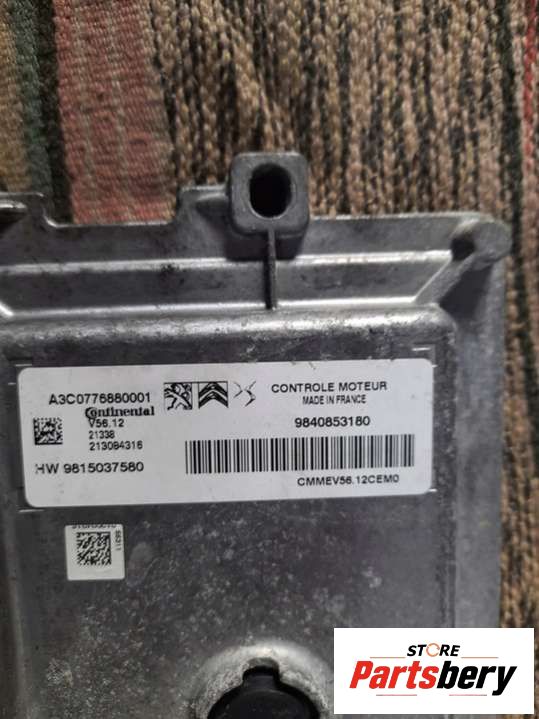 A3C0776880001
Continental
V56.12
21338
213084316
HW 9815037580
CONTROLE MOTEUR
MADE IN FRANCE
9840853180
CMMEV56.12CEM0
STORE
Partsbery